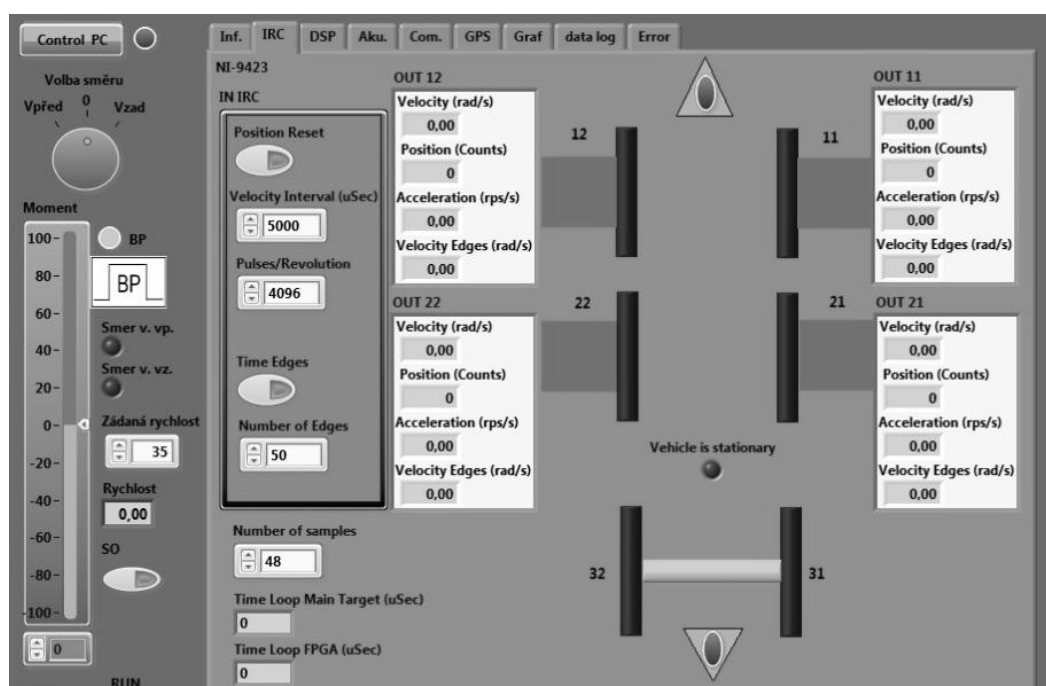 Control PC
Inf. IRC DSP Aku. Com. GPS Graf data log Error
Volba směru
Vpřed 0 Vzad
Moment
100
80
60
40
20
0
-20
-40
-60
-80
-100
0
BP
BP
Smer v. vp.
Smer v. vz.
Žádaná rychlost
35
Rychlost
0,00
SO
RUN
NI-9423
IN IRC
Position Reset
Velocity Interval (uSec)
5000
Pulses/Revolution
4096
Time Edges
Number of Edges
50
Number of samples
48
Time Loop Main Target (uSec)
0
Time Loop FPGA (uSec)
0
OUT 12
Velocity (rad/s)
0,00
Position (Counts)
0
Acceleration (rps/s)
0,00
Velocity Edges (rad/s)
0,00
OUT 22
Velocity (rad/s)
0,00
Position (Counts)
0
Acceleration (rps/s)
0,00
Velocity Edges (rad/s)
0,00
12
11
22
21
Vehicle is stationary
32
31
OUT 11
Velocity (rad/s)
0,00
Position (Counts)
0
Acceleration (rps/s)
0,00
Velocity Edges (rad/s)
0,00
OUT 21
Velocity (rad/s)
0,00
Position (Counts)
0
Acceleration (rps/s)
0,00
Velocity Edges (rad/s)
0,00